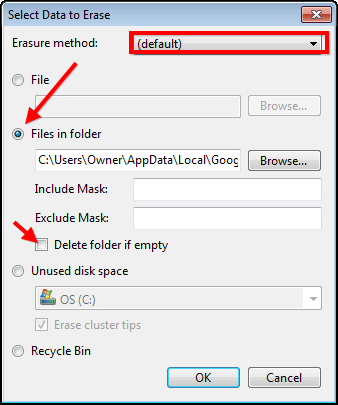 Select Data to Erase
Erasure method:
(default)
File
Browse...
Files in folder
C:\Users\Owner\AppData\Local\Goog
Browse...
Include Mask:
Exclude Mask:
Delete folder if empty
Unused disk space
OS (C:)
Erase cluster tips
Recycle Bin
OK
Cancel